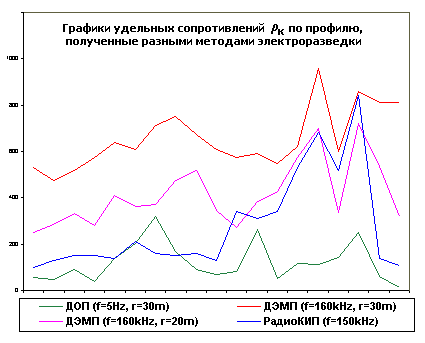 Графики удельных сопротивлений ρК по профилю,
полученные разными методами электроразведки
1000
800
600
400
200
0
ДОП (f=5Hz, r=30m)
ДЭМП (f=160kHz, r=30m)
ДЭМП (f=160kHz, r=20m)
РадиоКИП (f=150kHz)